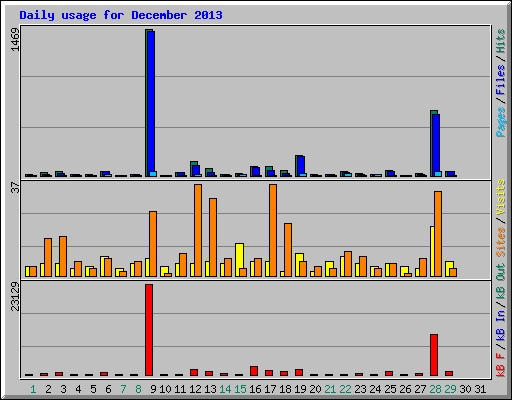 Daily usage for December 2013
1469
37
23129
Pages / Files / Hits
Sites / Visits
kB F / kB In / kB Out
1 2 3 4 5 6 7 8 9 10 11 12 13 14 15 16 17 18 19 20 21 22 23 24 25 26 27 28 29 30 31